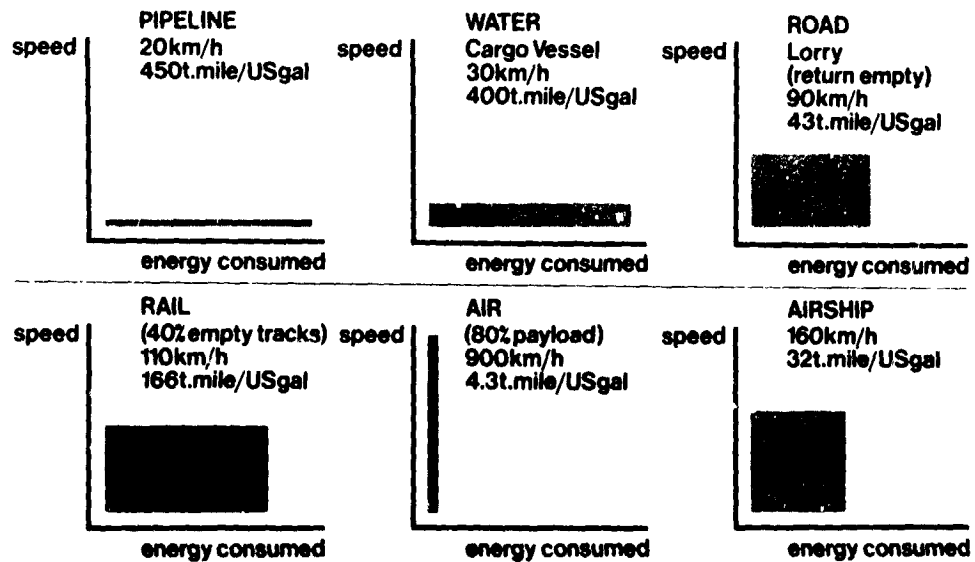 PIPELINE
20km/h
450t.mile/USgal
speed
energy consumed
WATER
Cargo Vessel
30km/h
400t.mile/USgal
speed
energy consumed
ROAD
Lorry
(return empty)
90km/h
43t.mile/USgal
speed
energy consumed
RAIL
(40% empty tracks)
110km/h
166t.mile/USgal
speed
energy consumed
AIR
(80% payload)
900km/h
4.3t.mile/USgal
speed
energy consumed
AIRSHIP
160km/h
32t.mile/USgal
speed
energy consumed